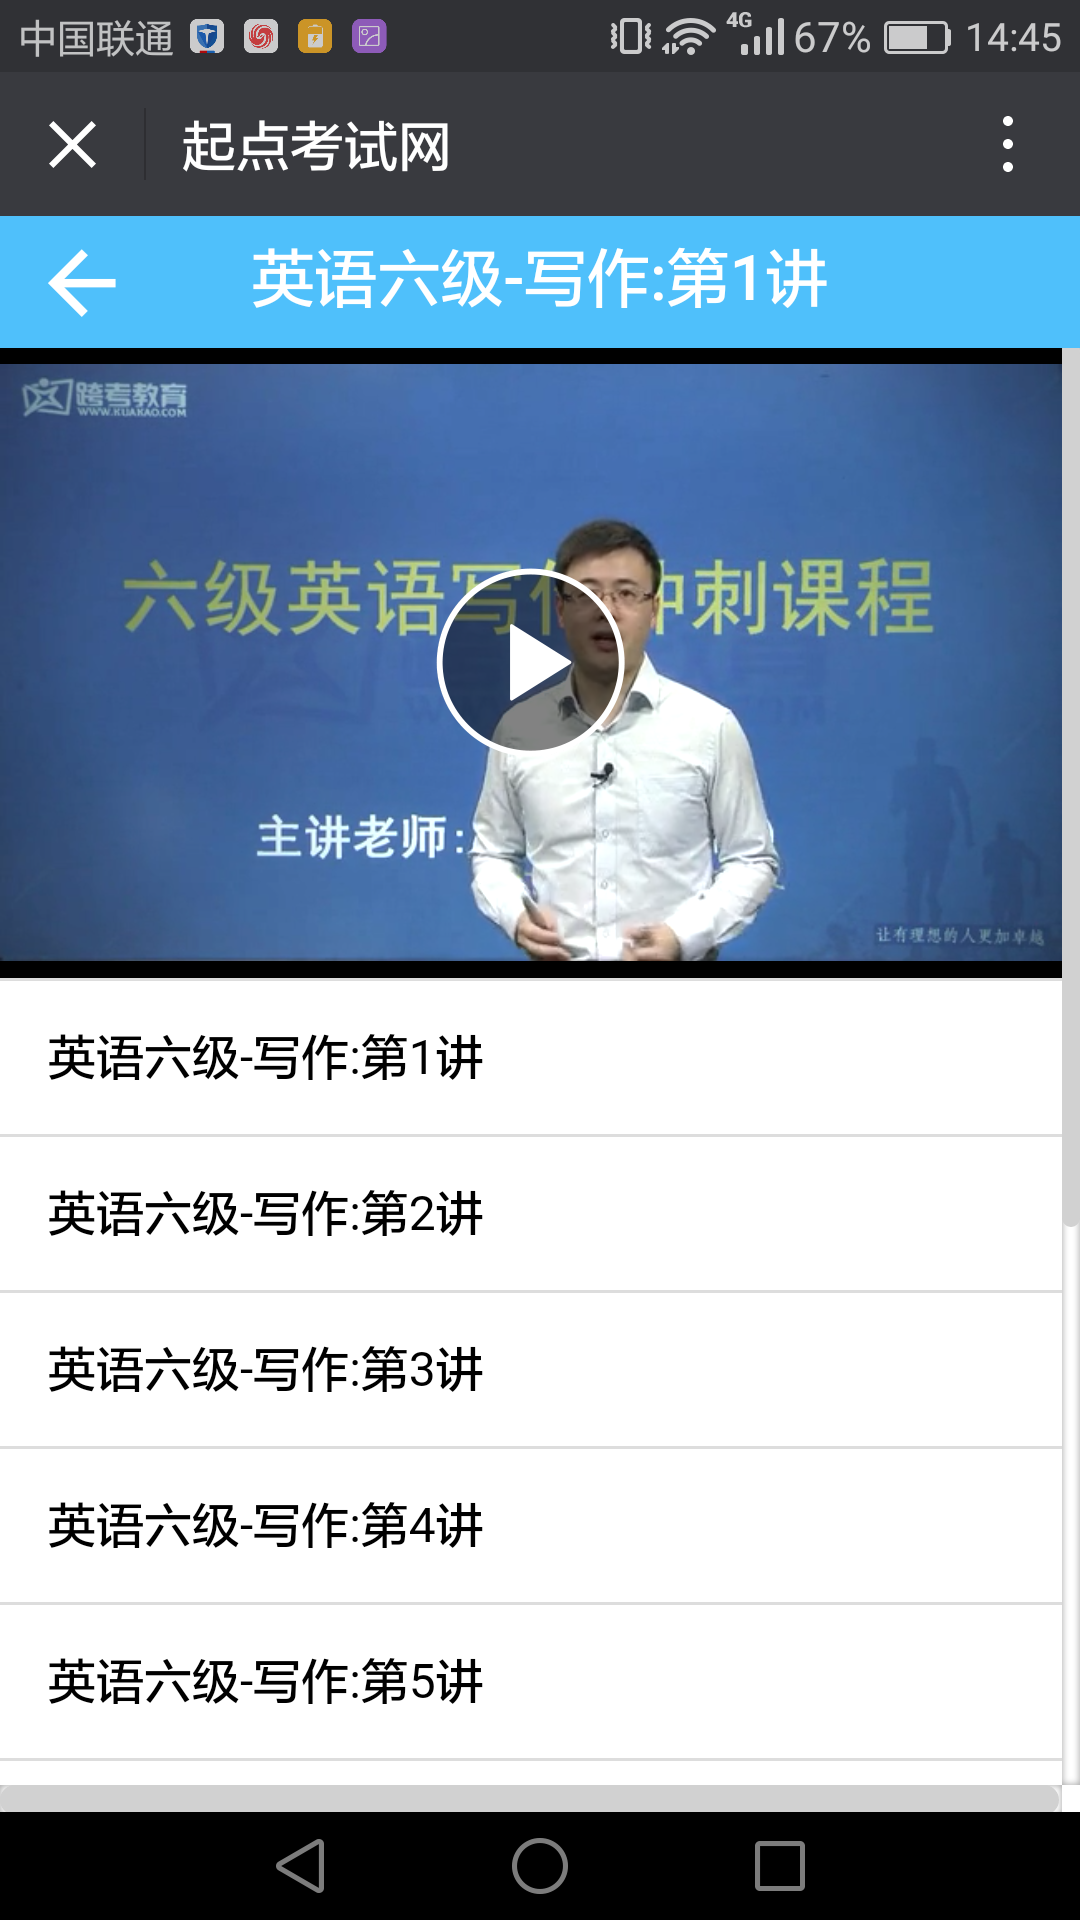 中国联通 4G 67% 14:45
起点考试网
英语六级-写作:第1讲
跨考教育
WWW.KUAKAO.COM
六级英语写作冲刺课程
主讲老师:
让有理想的人更加卓越
英语六级-写作:第1讲
英语六级-写作:第2讲
英语六级-写作:第3讲
英语六级-写作:第4讲
英语六级-写作:第5讲